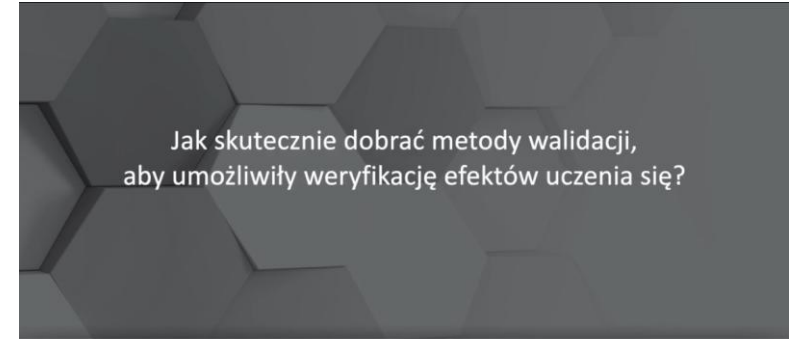 Jak skutecznie dobrać metody walidacji,
aby umożliwiły weryfikację efektów uczenia się?